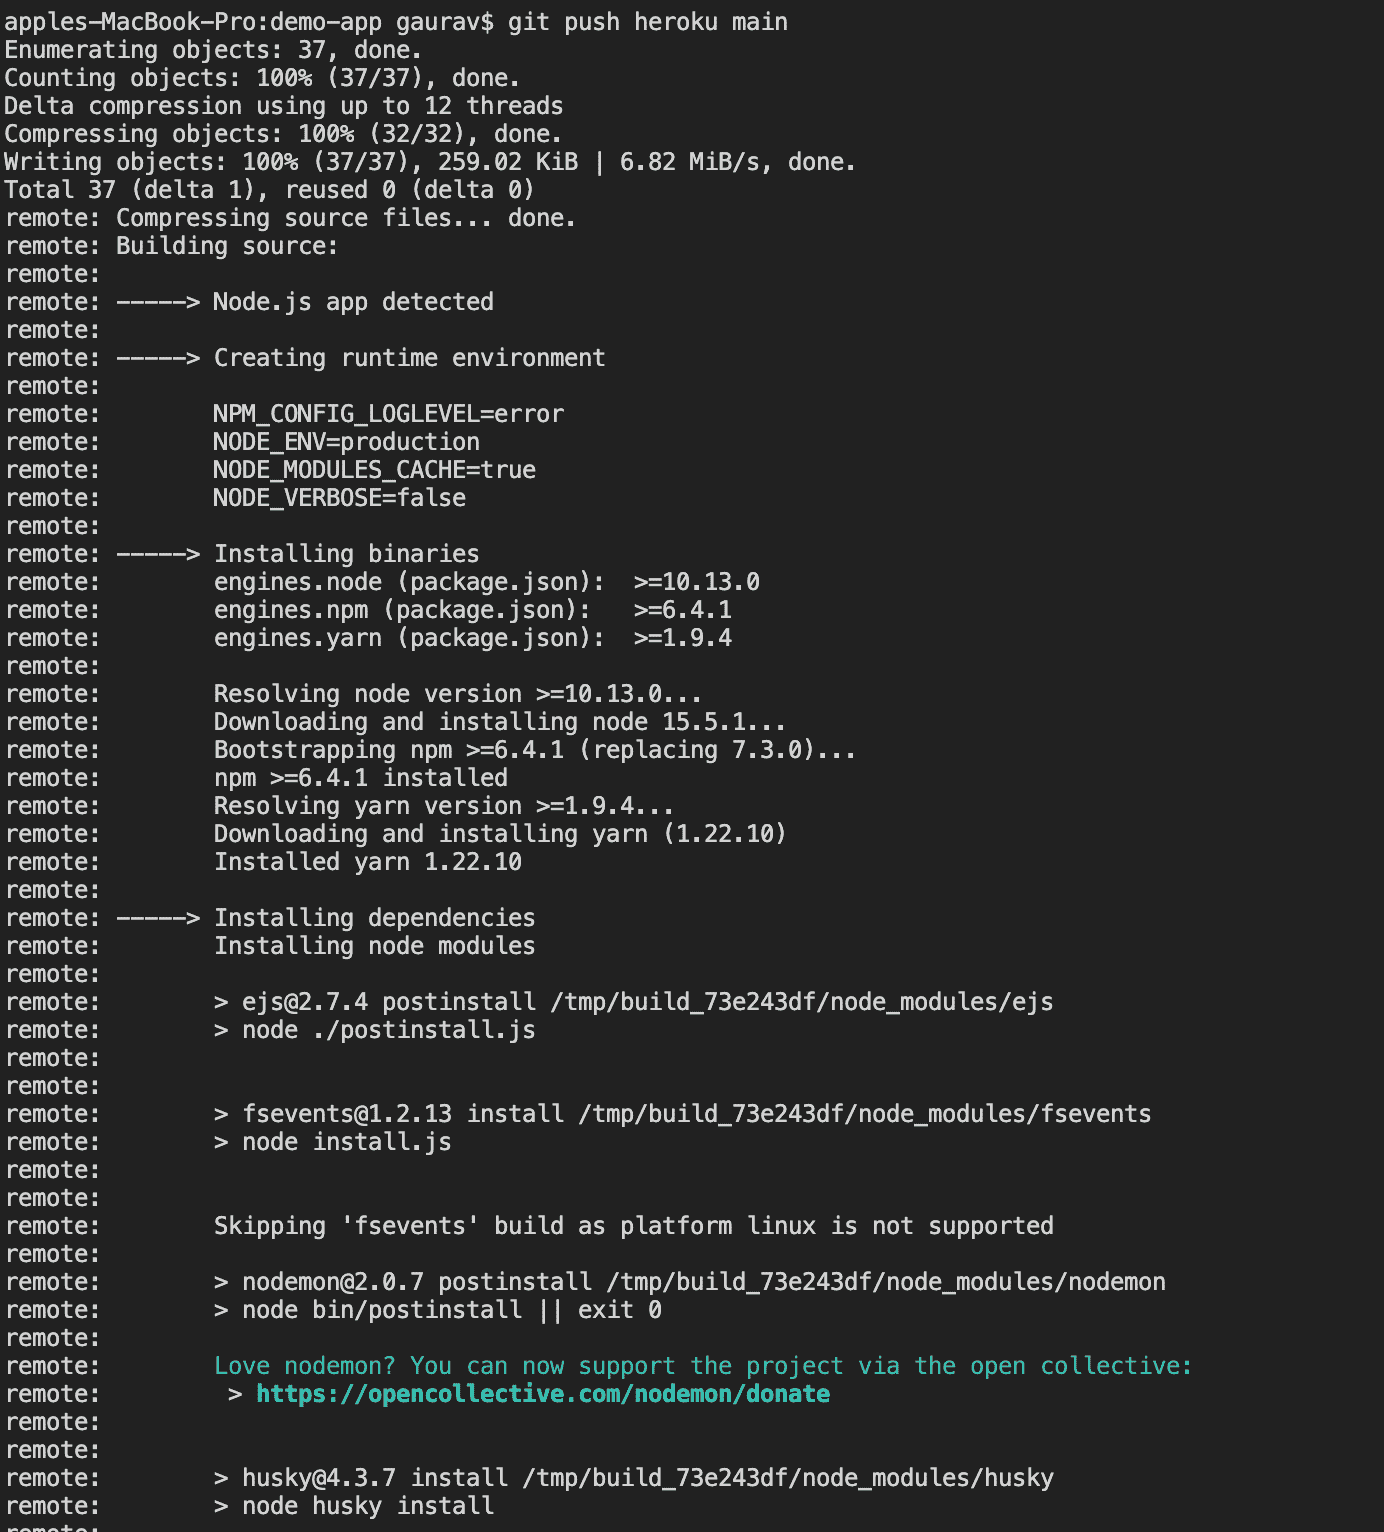 apples-MacBook-Pro:demo-app gaurav$ git push heroku main
Enumerating objects: 37, done.
Counting objects: 100% (37/37), done.
Delta compression using up to 12 threads
Compressing objects: 100% (32/32), done.
Writing objects: 100% (37/37), 259.02 KiB | 6.82 MiB/s, done.
Total 37 (delta 1), reused 0 (delta 0)
remote: Compressing source files... done.
remote: Building source:
remote:
remote: -----> Node.js app detected
remote:
remote: -----> Creating runtime environment
remote:
remote:        NPM_CONFIG_LOGLEVEL=error
remote:        NODE_ENV=production
remote:        NODE_MODULES_CACHE=true
remote:        NODE_VERBOSE=false
remote:
remote: -----> Installing binaries
remote:        engines.node (package.json):  >=10.13.0
remote:        engines.npm (package.json):   >=6.4.1
remote:        engines.yarn (package.json):  >=1.9.4
remote:
remote:        Resolving node version >=10.13.0...
remote:        Downloading and installing node 15.5.1...
remote:        Bootstrapping npm >=6.4.1 (replacing 7.3.0)...
remote:        npm >=6.4.1 installed
remote:        Resolving yarn version >=1.9.4...
remote:        Downloading and installing yarn (1.22.10)
remote:        Installed yarn 1.22.10
remote:
remote: -----> Installing dependencies
remote:        Installing node modules
remote:
remote:        > ejs@2.7.4 postinstall /tmp/build_73e243df/node_modules/ejs
remote:        > node ./postinstall.js
remote:
remote:
remote:        > fsevents@1.2.13 install /tmp/build_73e243df/node_modules/fsevents
remote:        > node install.js
remote:
remote:
remote:        Skipping 'fsevents' build as platform linux is not supported
remote:
remote:        > nodemon@2.0.7 postinstall /tmp/build_73e243df/node_modules/nodemon
remote:        > node bin/postinstall || exit 0
remote:
remote:        Love nodemon? You can now support the project via the open collective:
remote:         > https://opencollective.com/nodemon/donate
remote:
remote:
remote:        > husky@4.3.7 install /tmp/build_73e243df/node_modules/husky
remote:        > node husky install
remote: